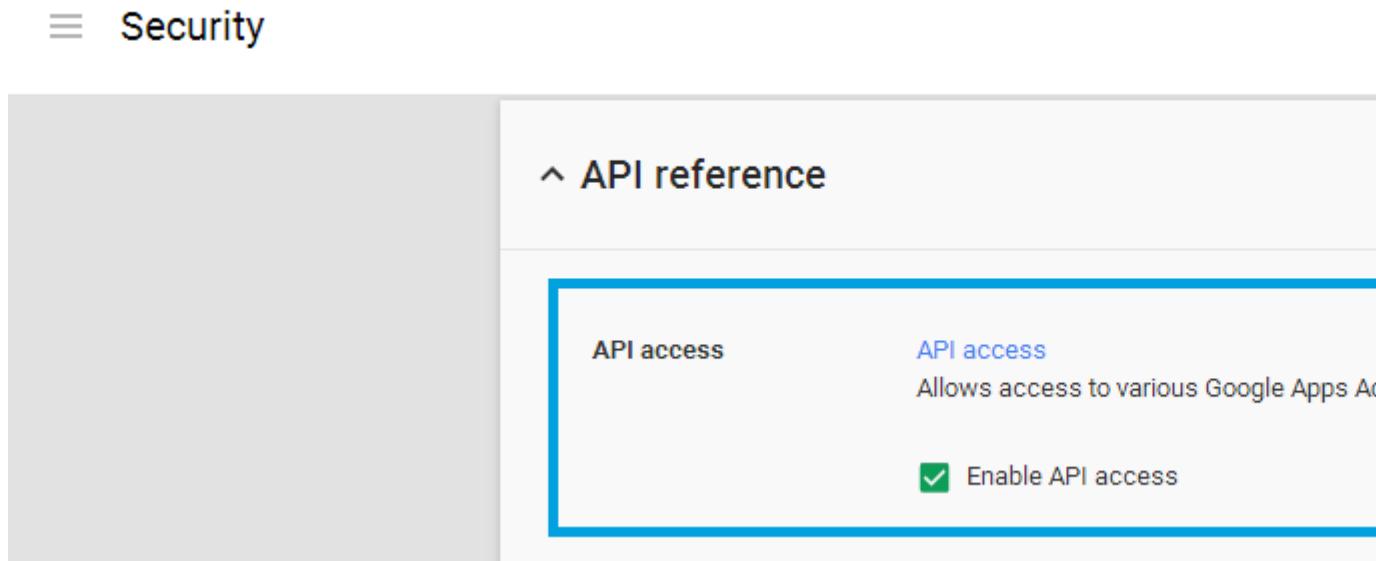 Security
API reference
API access
API access
Allows access to various Google Apps
Enable API access